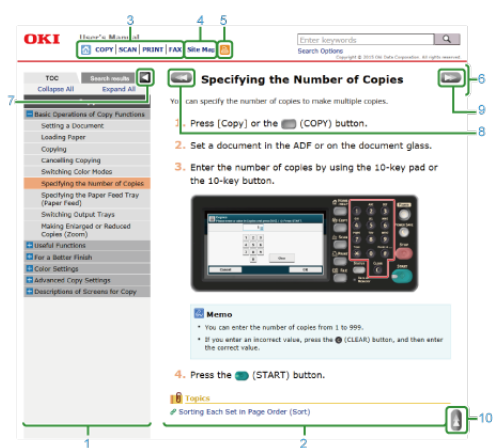 3
4
5
OKI
User's Manual
COPY | SCAN | PRINT | FAX | Site Map
Enter keywords
Search Options
Copyright © 2015 Oki Data Corporation. All rights reserved.
TOC
Search results
Collapse All
Expand All
6
7
8
9
Specifying the Number of Copies
You can specify the number of copies to make multiple copies.
1. Press [Copy] or the (COPY) button.
2. Set a document in the ADF or on the document glass.
3. Enter the number of copies by using the 10-key pad or
the 10-key button.
Basic Operations of Copy Functions
Setting a Document
Loading Paper
Copying
Cancelling Copying
Switching Color Modes
Specifying the Number of Copies
Specifying the Paper Feed Tray
(Paper Feed)
Switching Output Trays
Making Enlarged or Reduced
Copies (Zoom)
Useful Functions
For a Better Finish
Color Settings
Advanced Copy Settings
Descriptions of Screens for Copy
Memo
• You can enter the number of copies from 1 to 999.
• If you enter an incorrect value, press the (CLEAR) button, and then enter
the correct value.
4. Press the (START) button.
Topics
Sorting Each Set in Page Order (Sort)
10
1
2